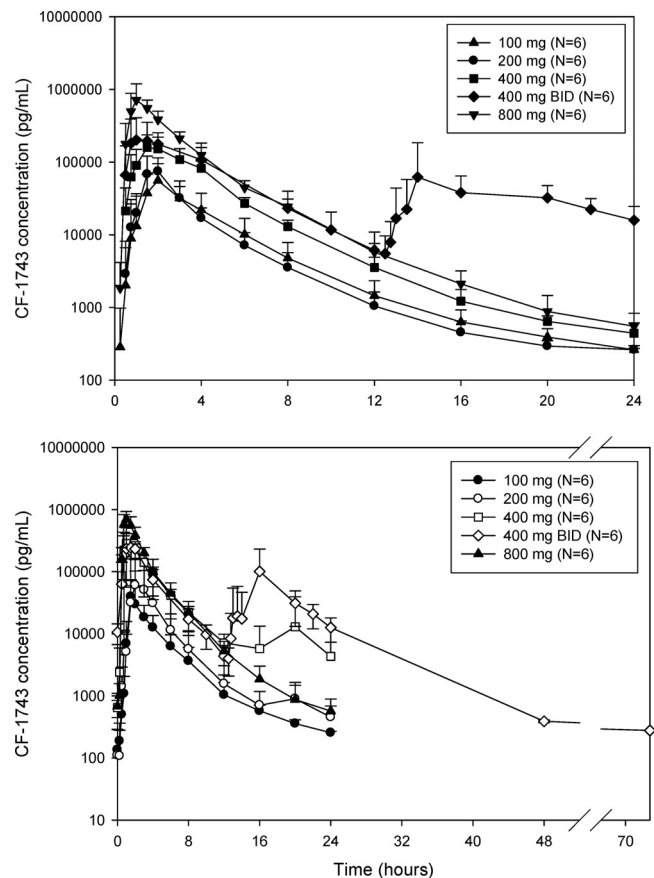 10000000
1000000
100000
10000
1000
100
CF-1743 concentration (pg/mL)
100 mg (N=6)
200 mg (N=6)
400 mg (N=6)
400 mg BID (N=6)
800 mg (N=6)
0 4 8 12 16 20 24
10000000
1000000
100000
10000
1000
100
10
CF-1743 concentration (pg/mL)
100 mg (N=6)
200 mg (N=6)
400 mg (N=6)
400 mg BID (N=6)
800 mg (N=6)
0 8 16 24 32 40 48 70
Time (hours)